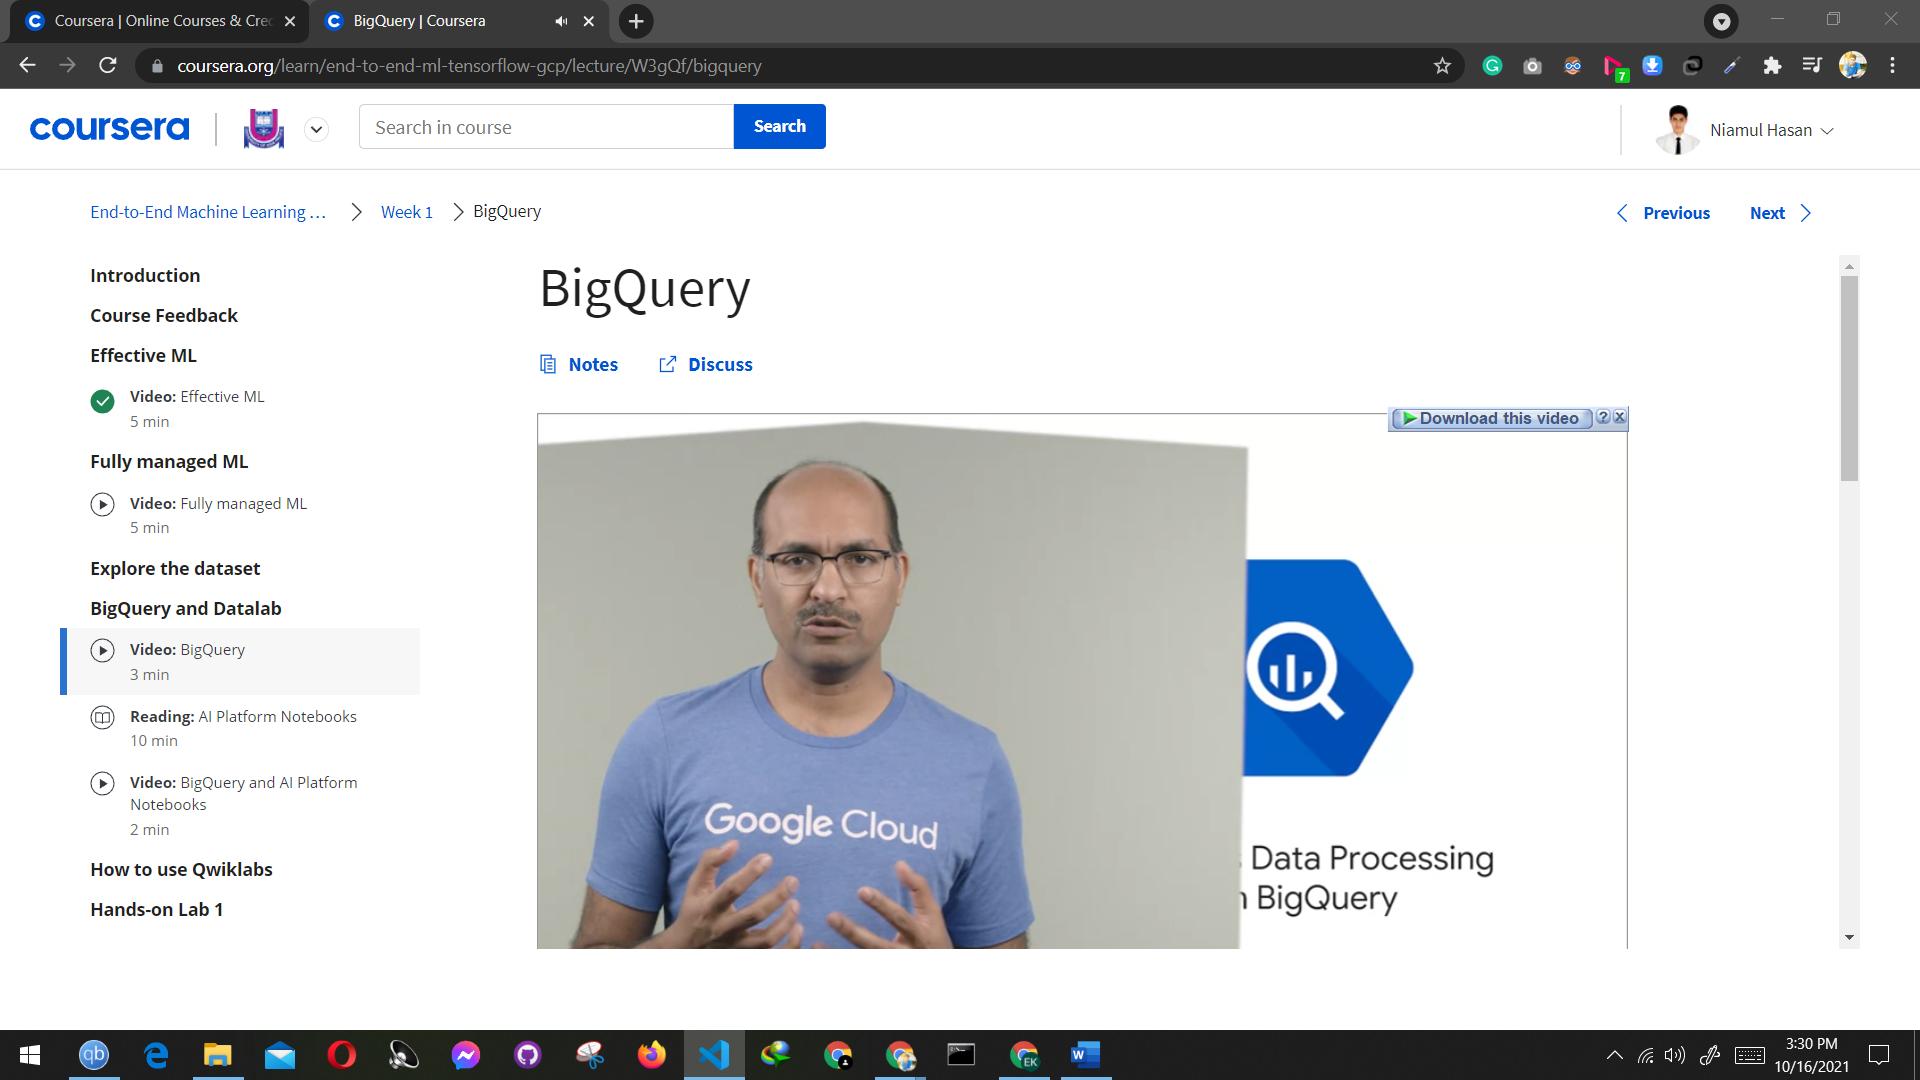 Coursera | Online Courses & Cre
BigQuery | Coursera
coursera.org/learn/end-to-end-ml-tensorflow-gcp/lecture/W3gQf/bigquery
7
coursera
Search in course
Search
Niamul Hasan
End-to-End Machine Learning ...
Week 1
BigQuery
Previous
Next
Introduction
Course Feedback
Effective ML
Video: Effective ML
5 min
Fully managed ML
Video: Fully managed ML
5 min
Explore the dataset
BigQuery and Datalab
Video: BigQuery
3 min
Reading: AI Platform Notebooks
10 min
Video: BigQuery and AI Platform
Notebooks
2 min
How to use Qwiklabs
Hands-on Lab 1
BigQuery
Notes
Discuss
Download this video
Google Cloud
Data Processing
BigQuery
qb
EK
3:30 PM
10/16/2021